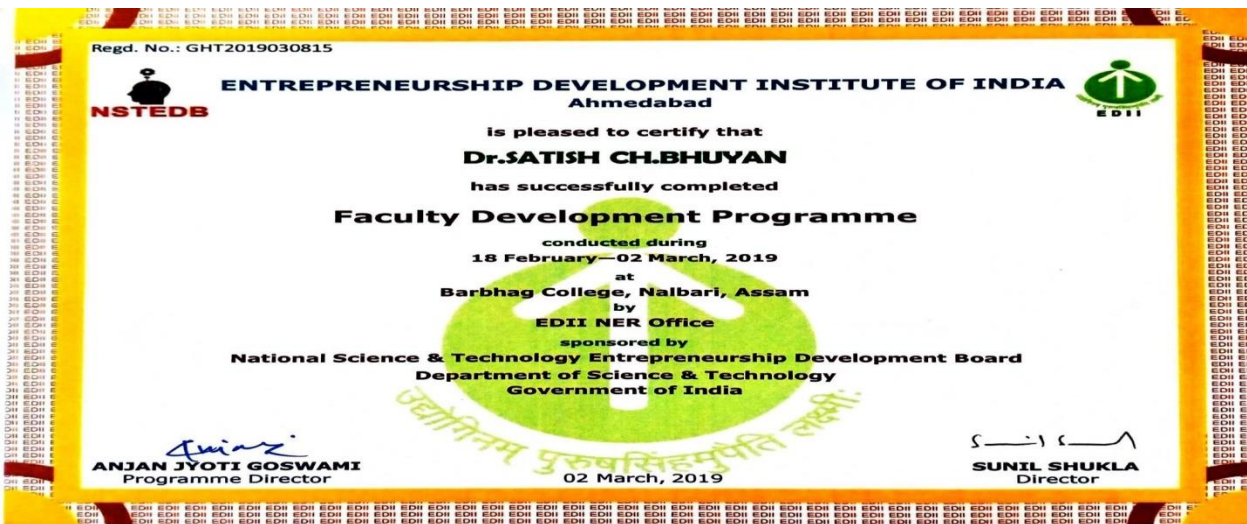 Regd. No.: GHT2019030815
NSTEDB
ENTREPRENEURSHIP DEVELOPMENT INSTITUTE OF INDIA
Ahmedabad
EDII
is pleased to certify that
Dr.SATISH CH.BHUYAN
has successfully completed
Faculty Development Programme
conducted during
18 February—02 March, 2019
at
Barbhag College, Nalbari, Assam
by
EDII NER Office
sponsored by
National Science & Technology Entrepreneurship Development Board
Department of Science & Technology
Government of India
उद्योगिनम् पुरुषसिंहमुपैति लक्ष्मी:
ANJAN JYOTI GOSWAMI
Programme Director
02 March, 2019
SUNIL SHUKLA
Director